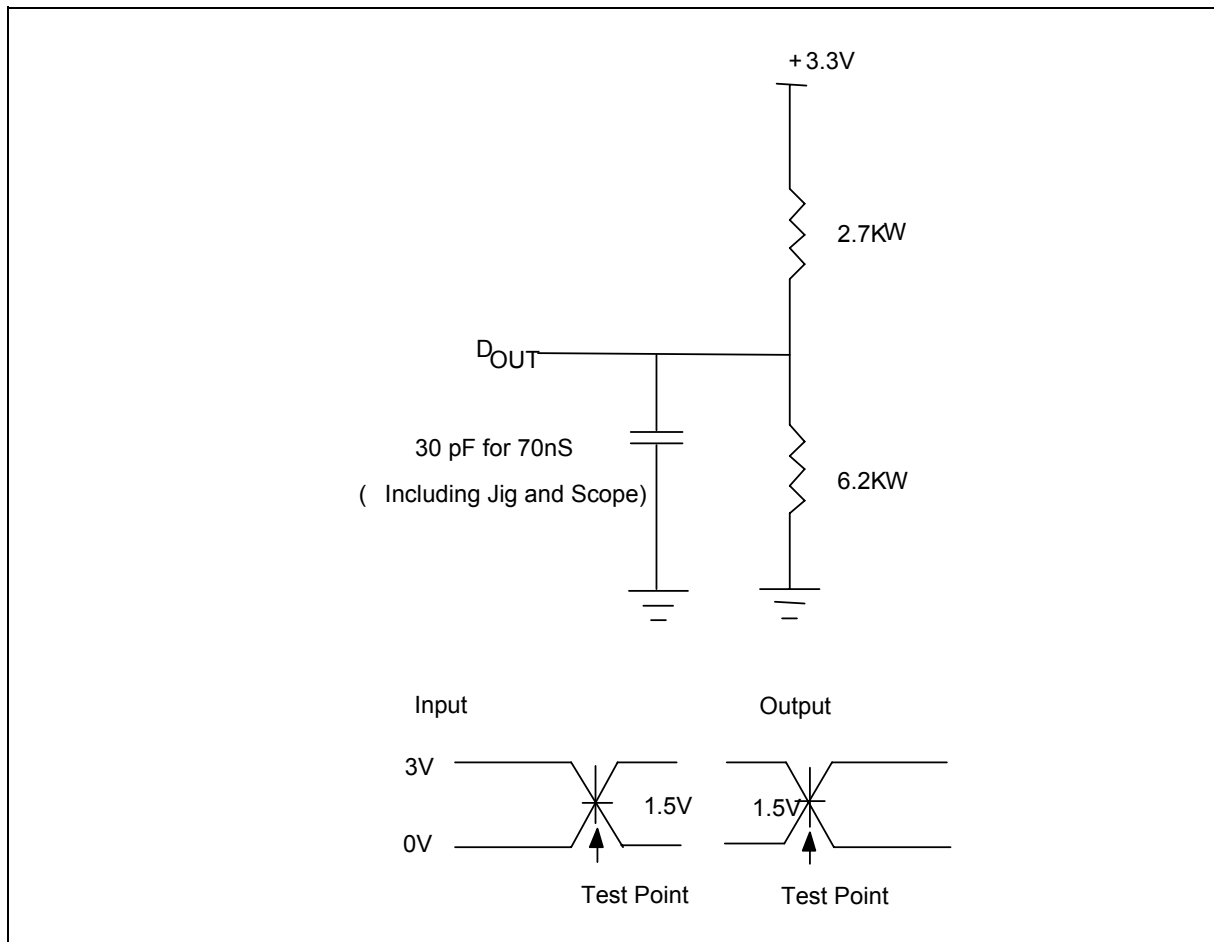 +3.3V
2.7KW
DOUT
30 pF for 70nS
( Including Jig and Scope)
6.2KW
Input
Output
3V
1.5V
1.5V
0V
Test Point
Test Point